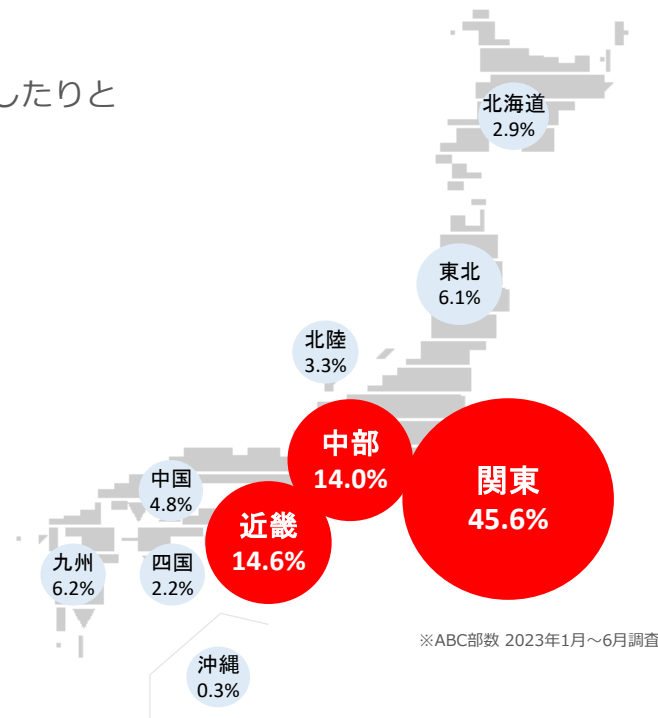 したりと
北海道
2.9%
東北
6.1%
北陸
3.3%
中部
14.0%
関東
45.6%
中国
4.8%
近畿
14.6%
九州
6.2%
四国
2.2%
沖縄
0.3%
※ABC部数 2023年1月～6月調査